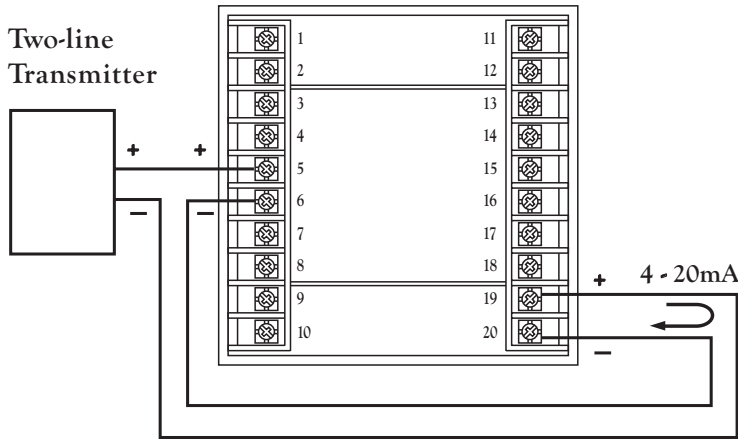 Two-line
Transmitter
1 11
2 12
3 13
4 14
+ + 5 15
− − 6 16
7 17
8 18
+ 4 - 20mA
9 19
10 20
−